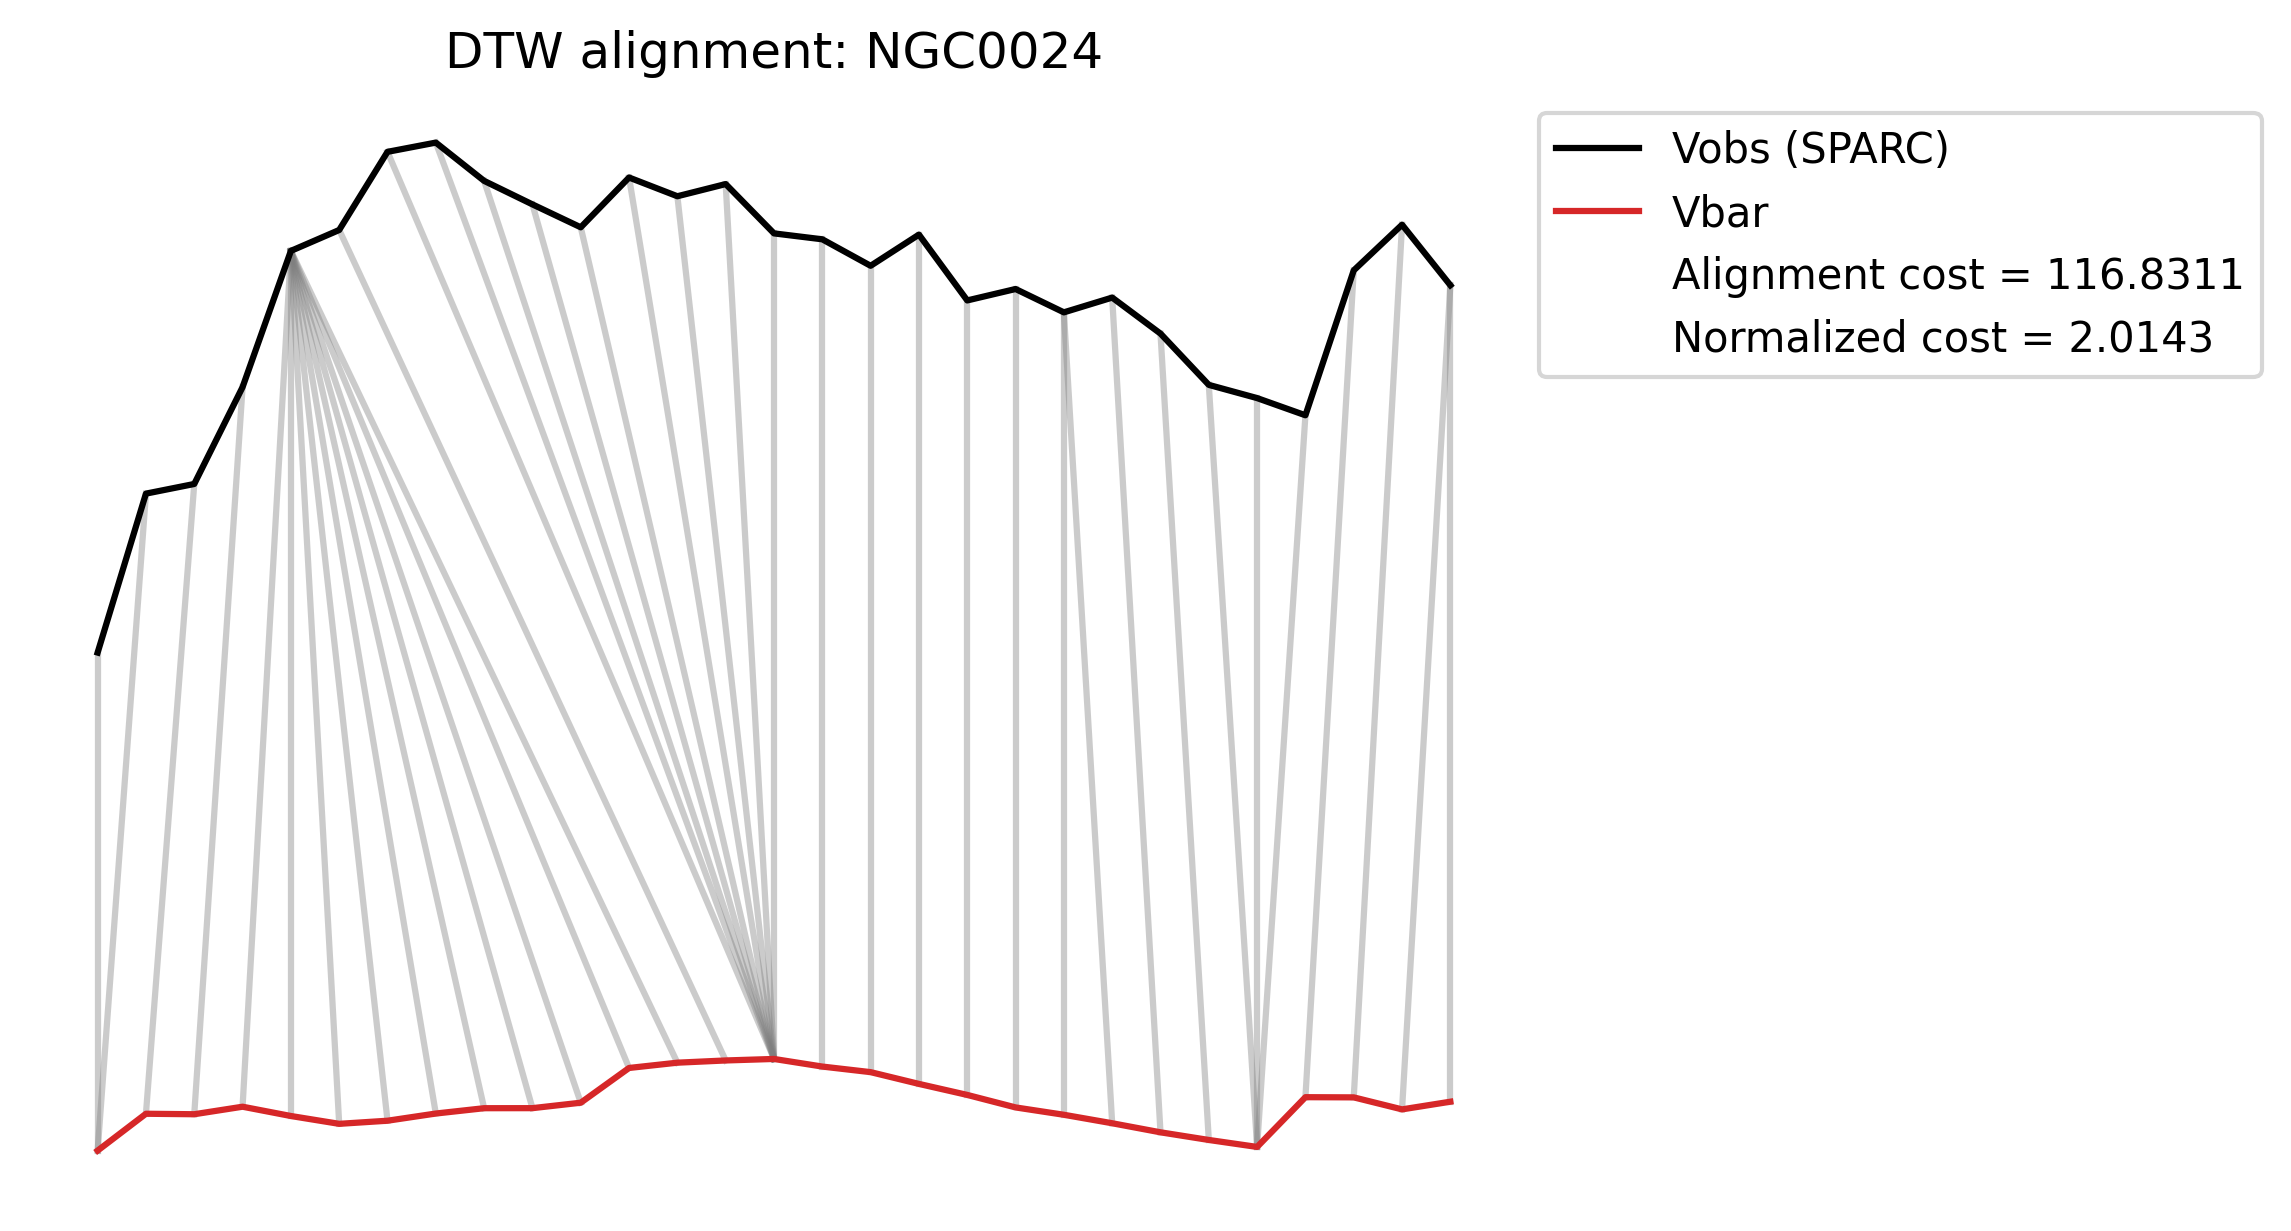 DTW alignment: NGC0024
Vobs (SPARC)
Vbar
Alignment cost = 116.8311
Normalized cost = 2.0143